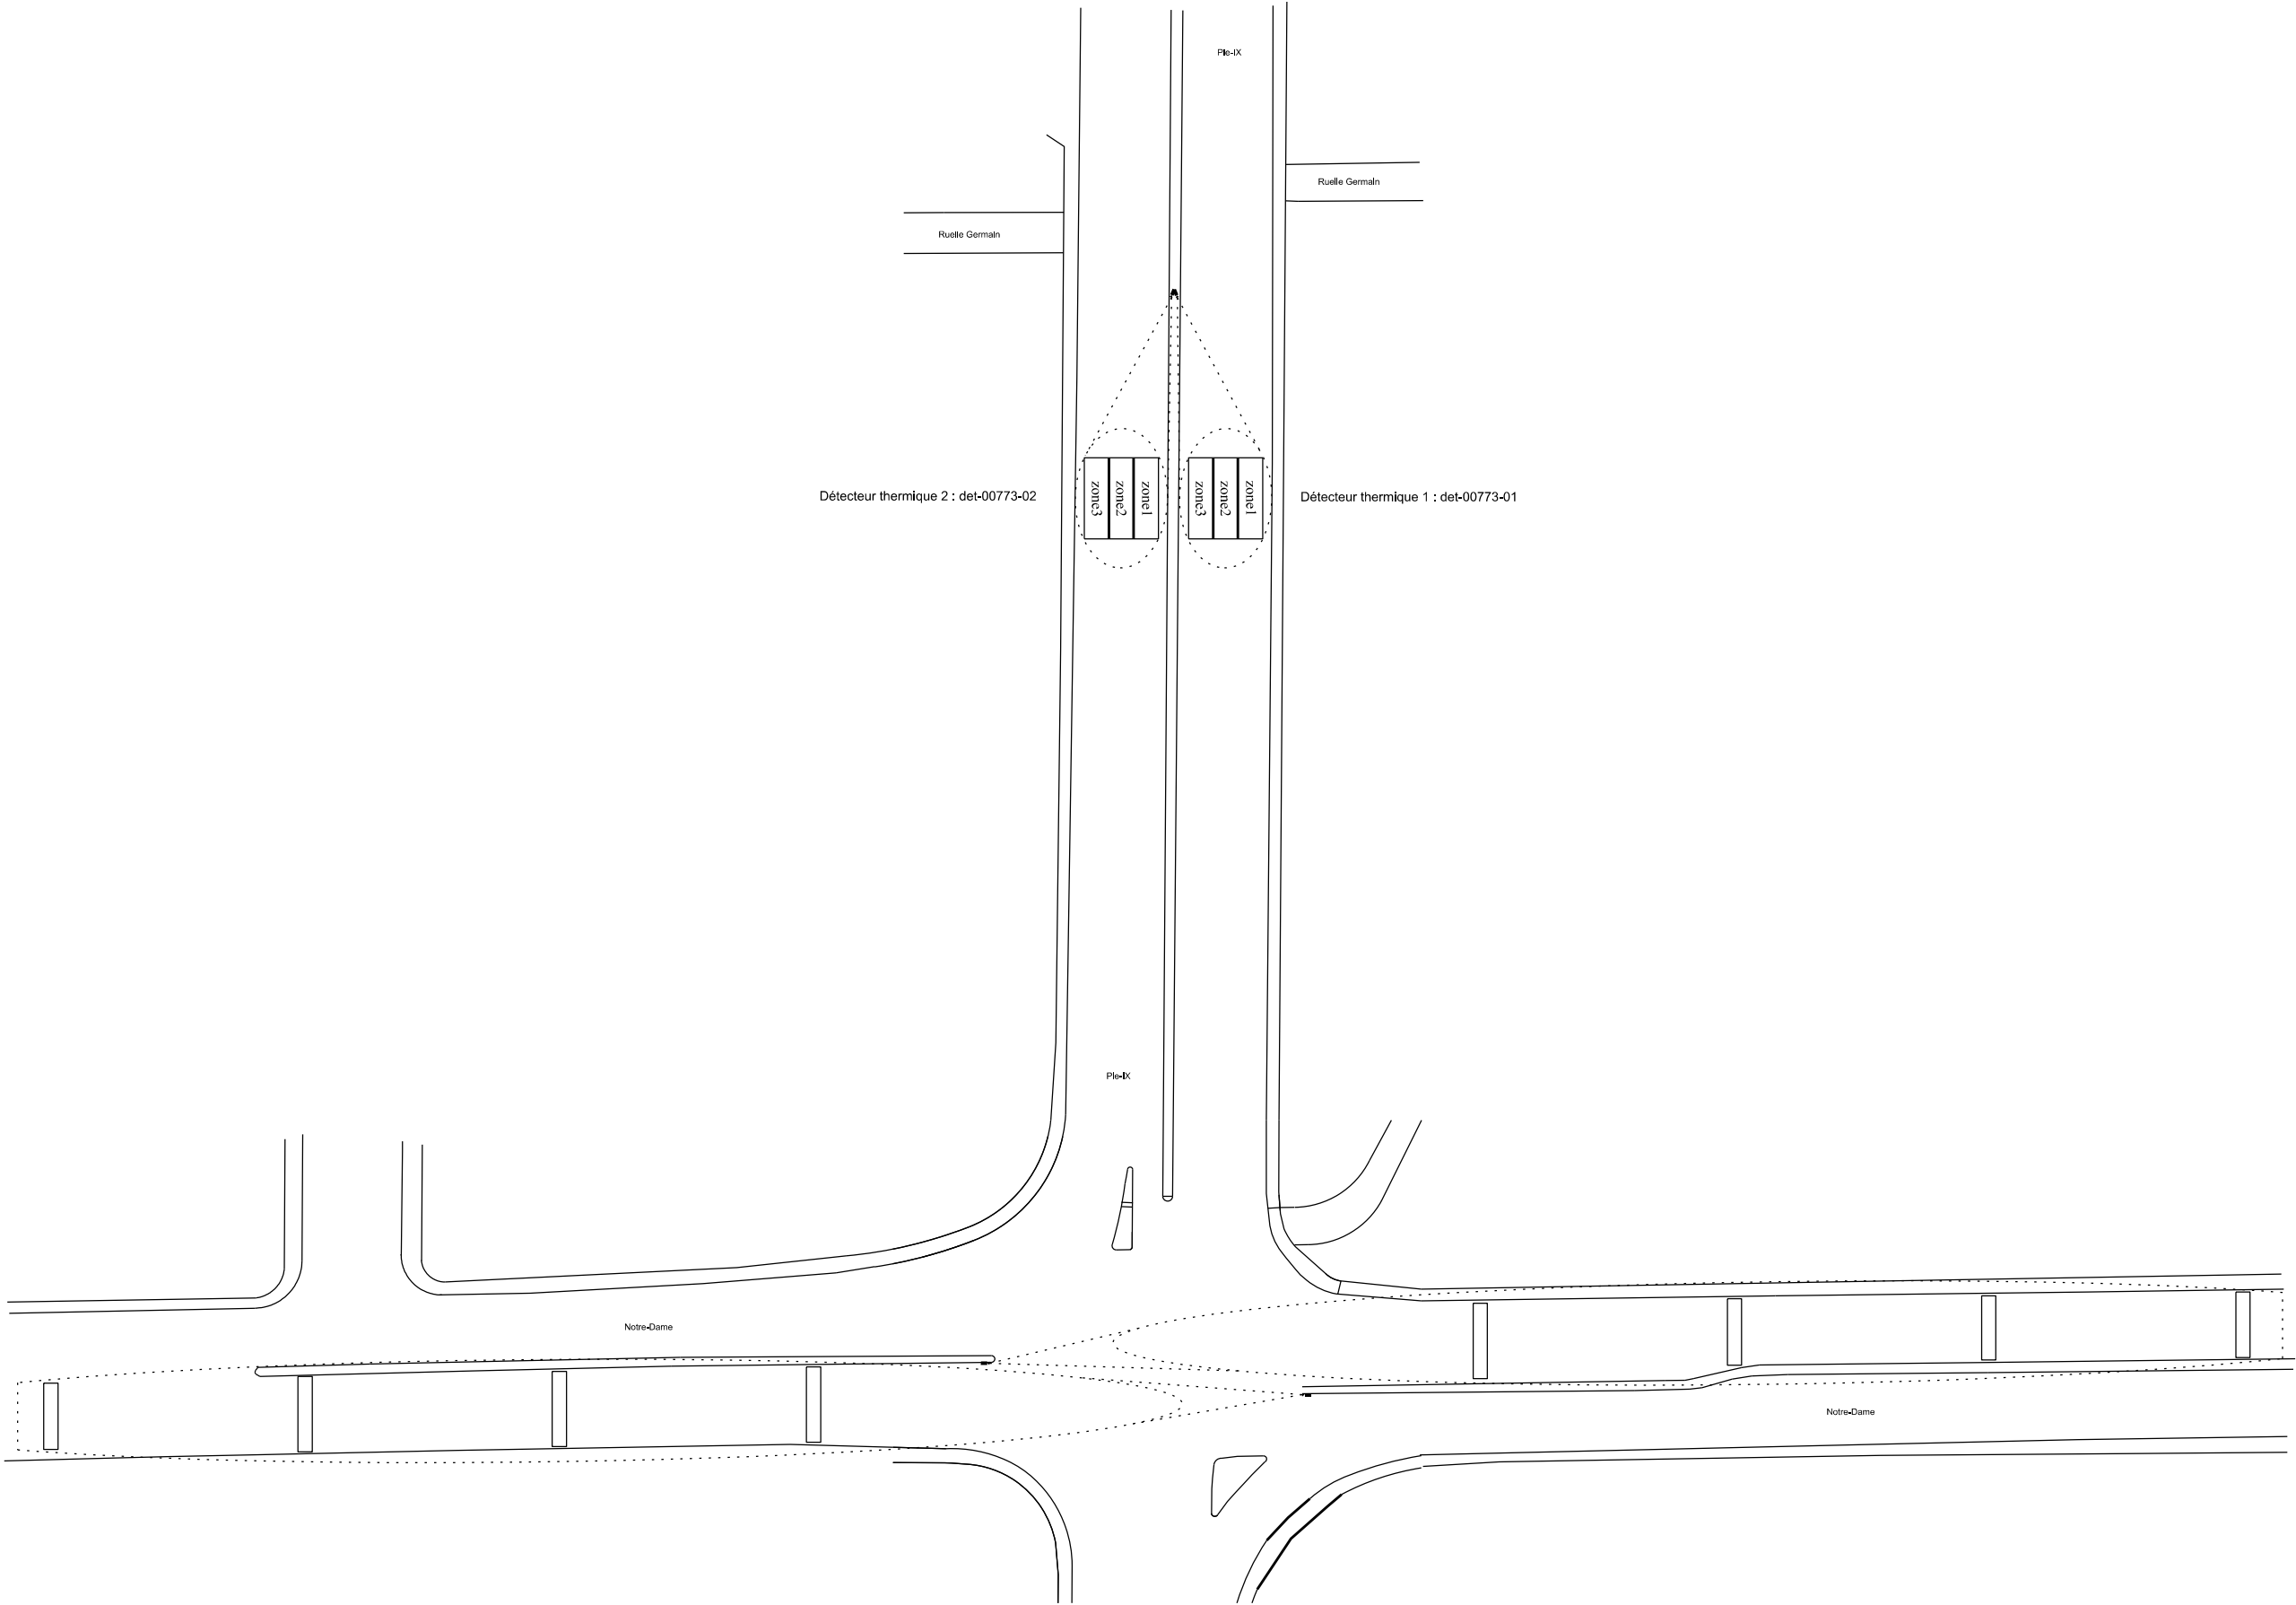 Pie-IX
Ruelle Germain
Ruelle Germain
Détecteur thermique 2 : det-00773-02
zone3
zone2
zone1
zone3
zone2
zone1
Détecteur thermique 1 : det-00773-01
Pie-IX
Notre-Dame
Notre-Dame